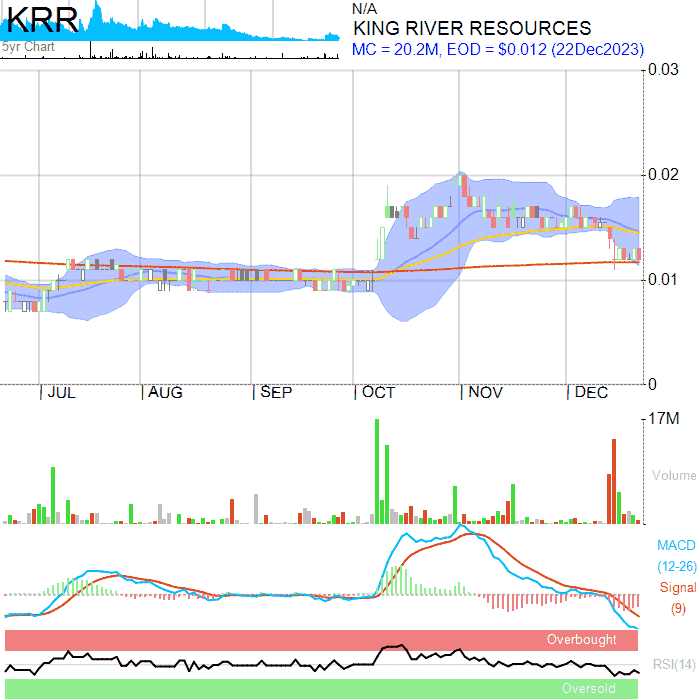 KRR
5yr Chart
N/A
KING RIVER RESOURCES
MC = 20.2M, EOD = $0.012 (22Dec2023)
0.03
0.02
0.01
0
JUL AUG SEP OCT NOV DEC
17M
Volume
MACD
(12-26)
Signal
(9)
Overbought
RSI(14)
Oversold